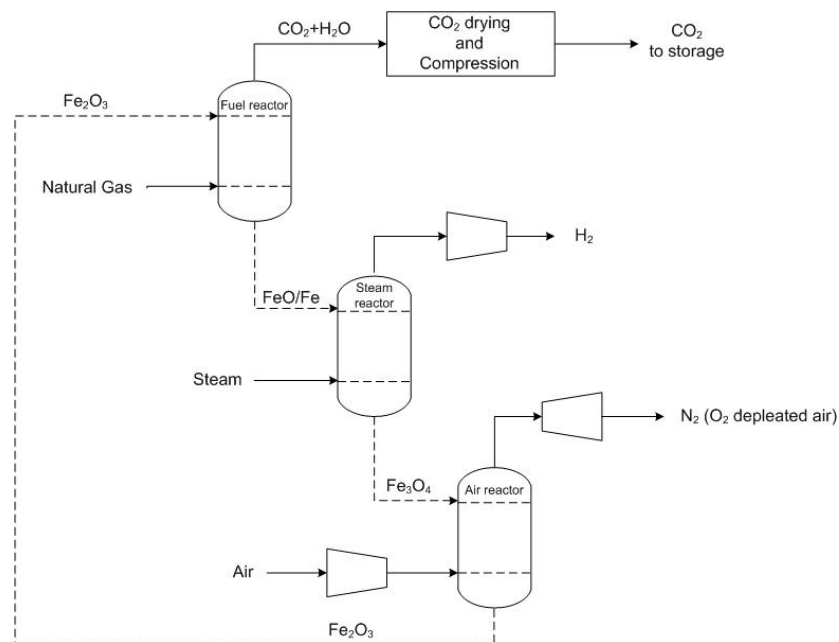 CO₂+H₂O
CO₂ drying
and
Compression
CO₂
to storage
Fe₂O₃
Fuel reactor
Natural Gas
H₂
FeO/Fe
Steam
reactor
Steam
N₂ (O₂ depleated air)
Fe₃O₄
Air reactor
Air
Fe₂O₃